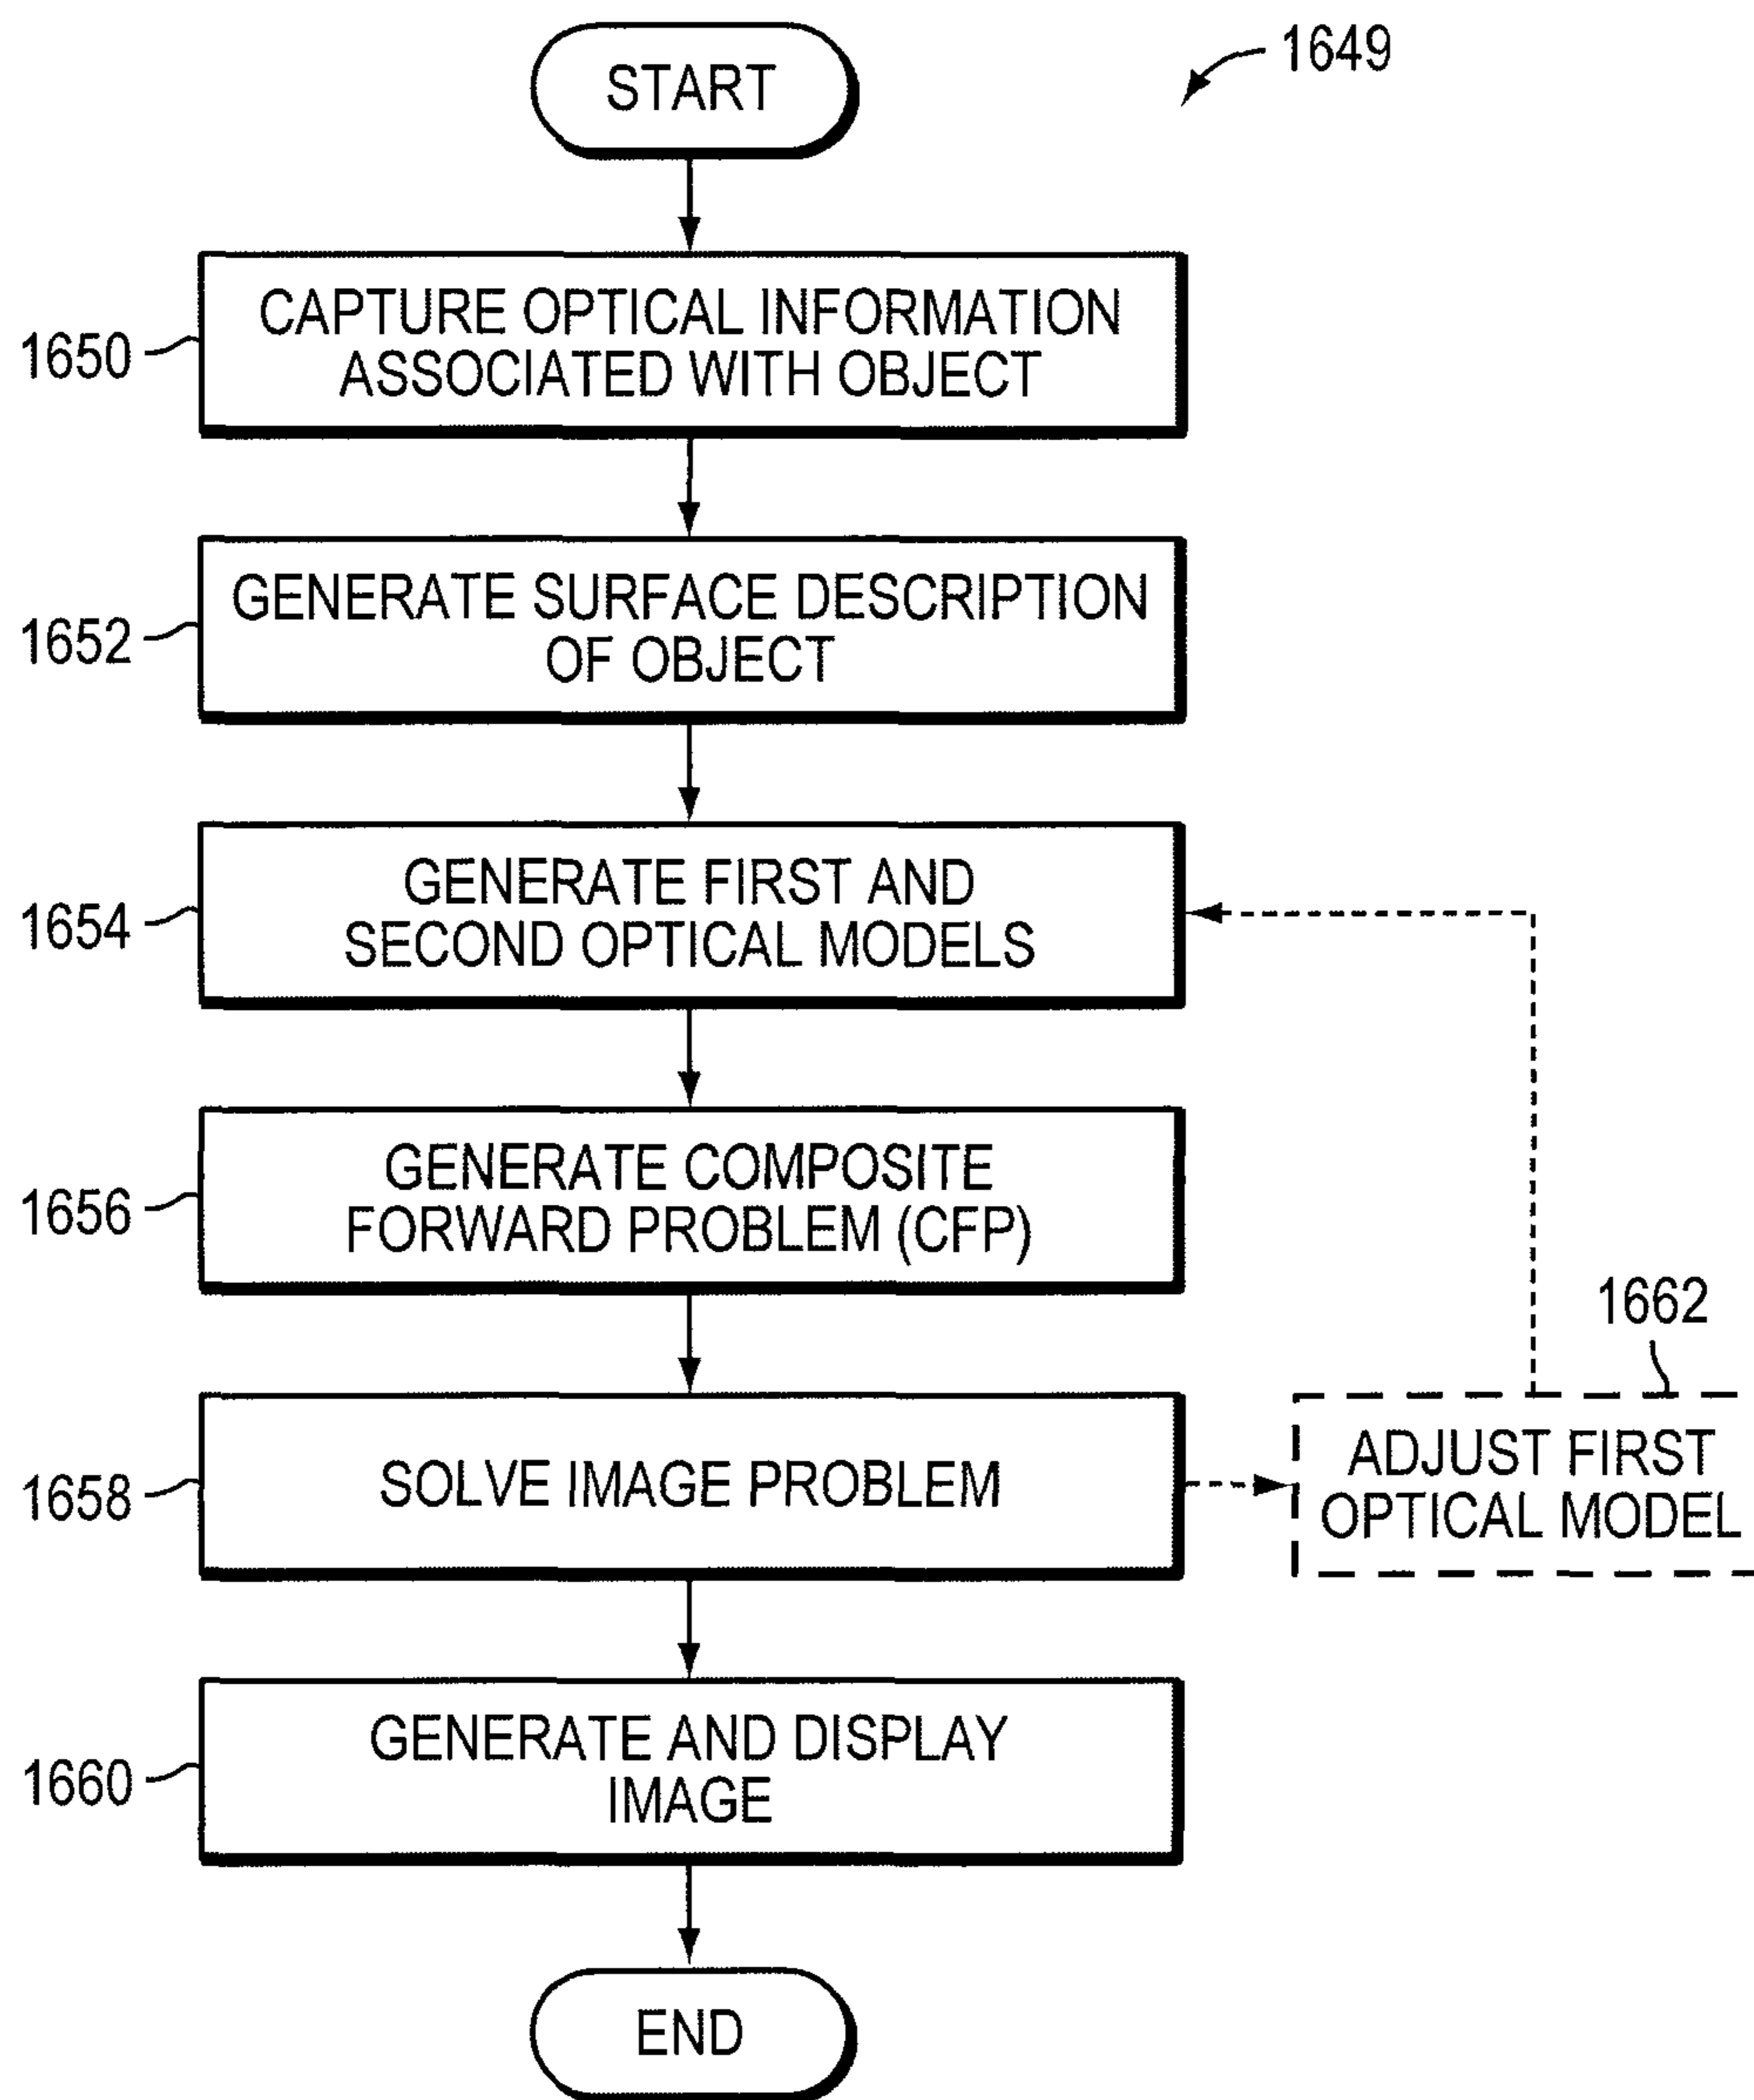 START
1649
1650
CAPTURE OPTICAL INFORMATION
ASSOCIATED WITH OBJECT
1652
GENERATE SURFACE DESCRIPTION
OF OBJECT
1654
GENERATE FIRST AND
SECOND OPTICAL MODELS
1656
GENERATE COMPOSITE
FORWARD PROBLEM (CFP)
1658
SOLVE IMAGE PROBLEM
1662
ADJUST FIRST
OPTICAL MODEL
1660
GENERATE AND DISPLAY
IMAGE
END